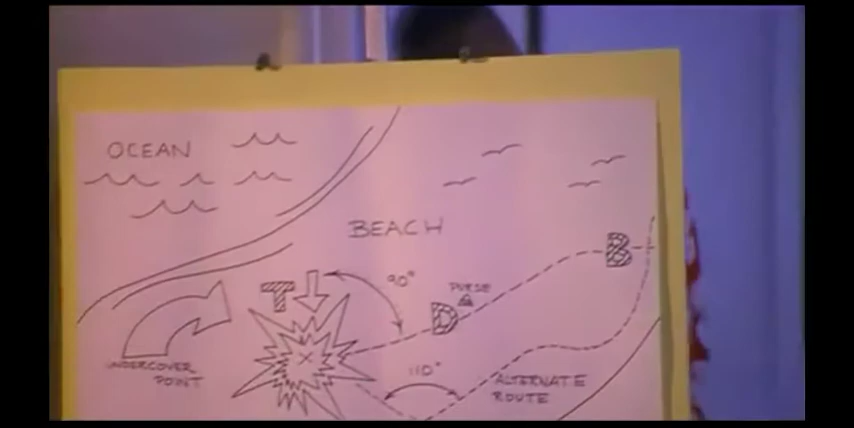 OCEAN
BEACH
B
90°
PURSE
T
D
UNDERCOVER
POINT
X
110°
ALTERNATE
ROUTE